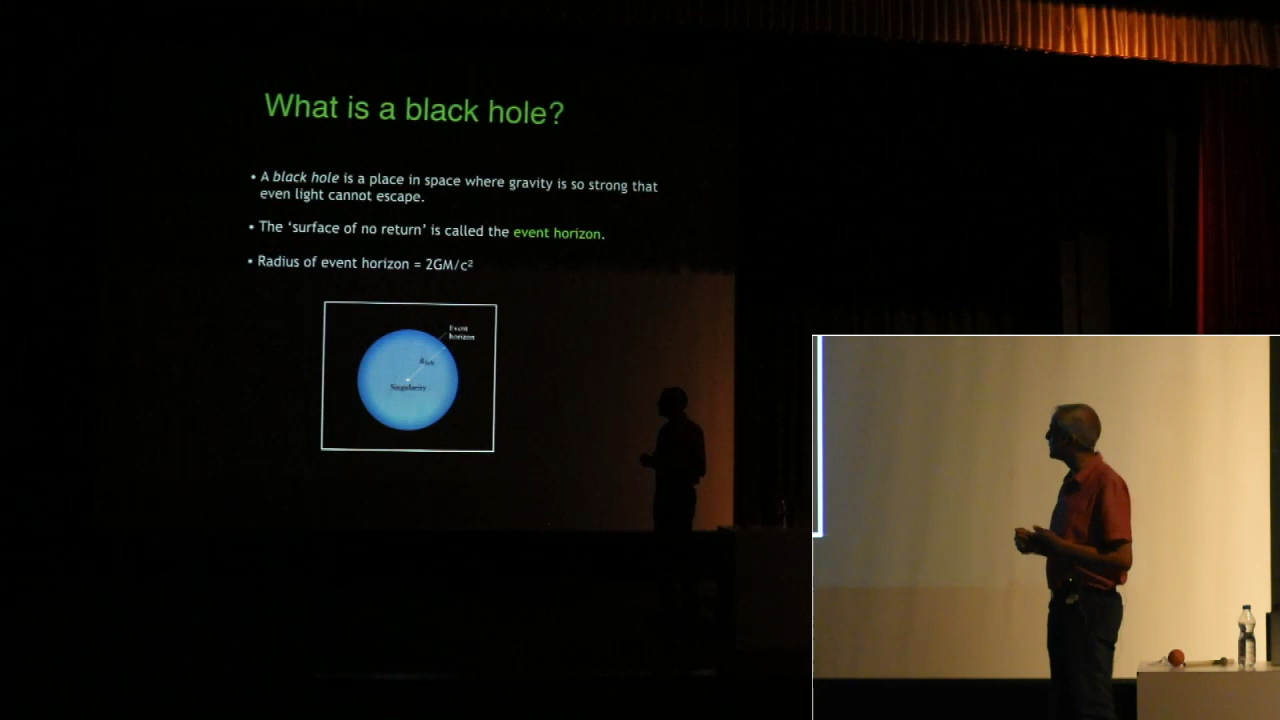 What is a black hole?
• A black hole is a place in space where gravity is so strong that
even light cannot escape.
• The ‘surface of no return’ is called the event horizon.
• Radius of event horizon = 2GM/c²
Event
horizon
Singularity